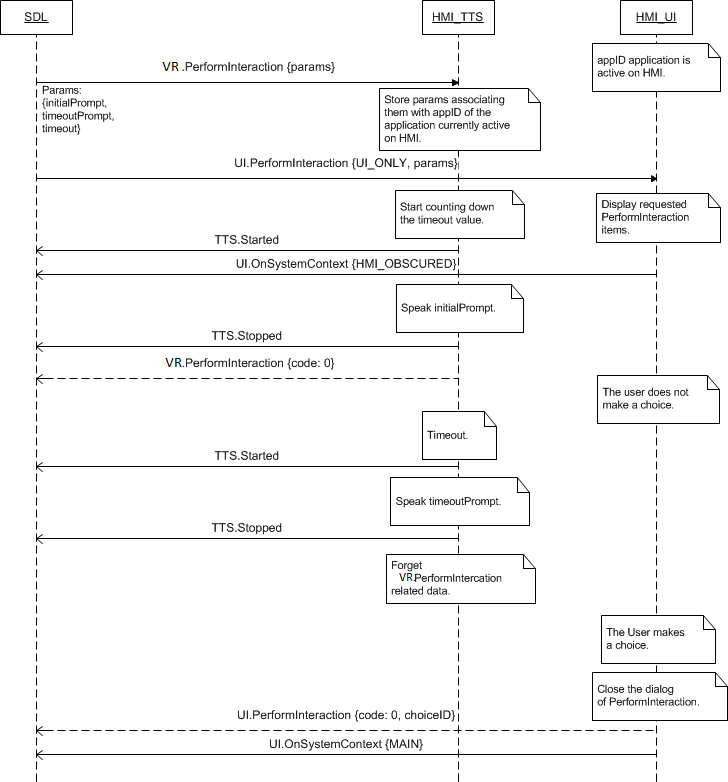 SDL
HMI_TTS
HMI_UI
appID application is
active on HMI.
VR.PerformInteraction {params}
Params:
{initialPrompt,
timeoutPrompt,
timeout}
Store params associating
them with appID of the
application currently active
on HMI.
UI.PerformInteraction {UI_ONLY, params}
Start counting down
the timeout value.
Display requested
PerformInteraction
items.
TTS.Started
UI.OnSystemContext {HMI_OBSCURED}
Speak initialPrompt.
TTS.Stopped
VR.PerformInteraction {code: 0}
The user does not
make a choice.
Timeout.
TTS.Started
Speak timeoutPrompt.
TTS.Stopped
Forget
VR.PerformIntercation
related data.
The User makes
a choice.
Close the dialog
of PerformInteraction.
UI.PerformInteraction {code: 0, choiceID}
UI.OnSystemContext {MAIN}